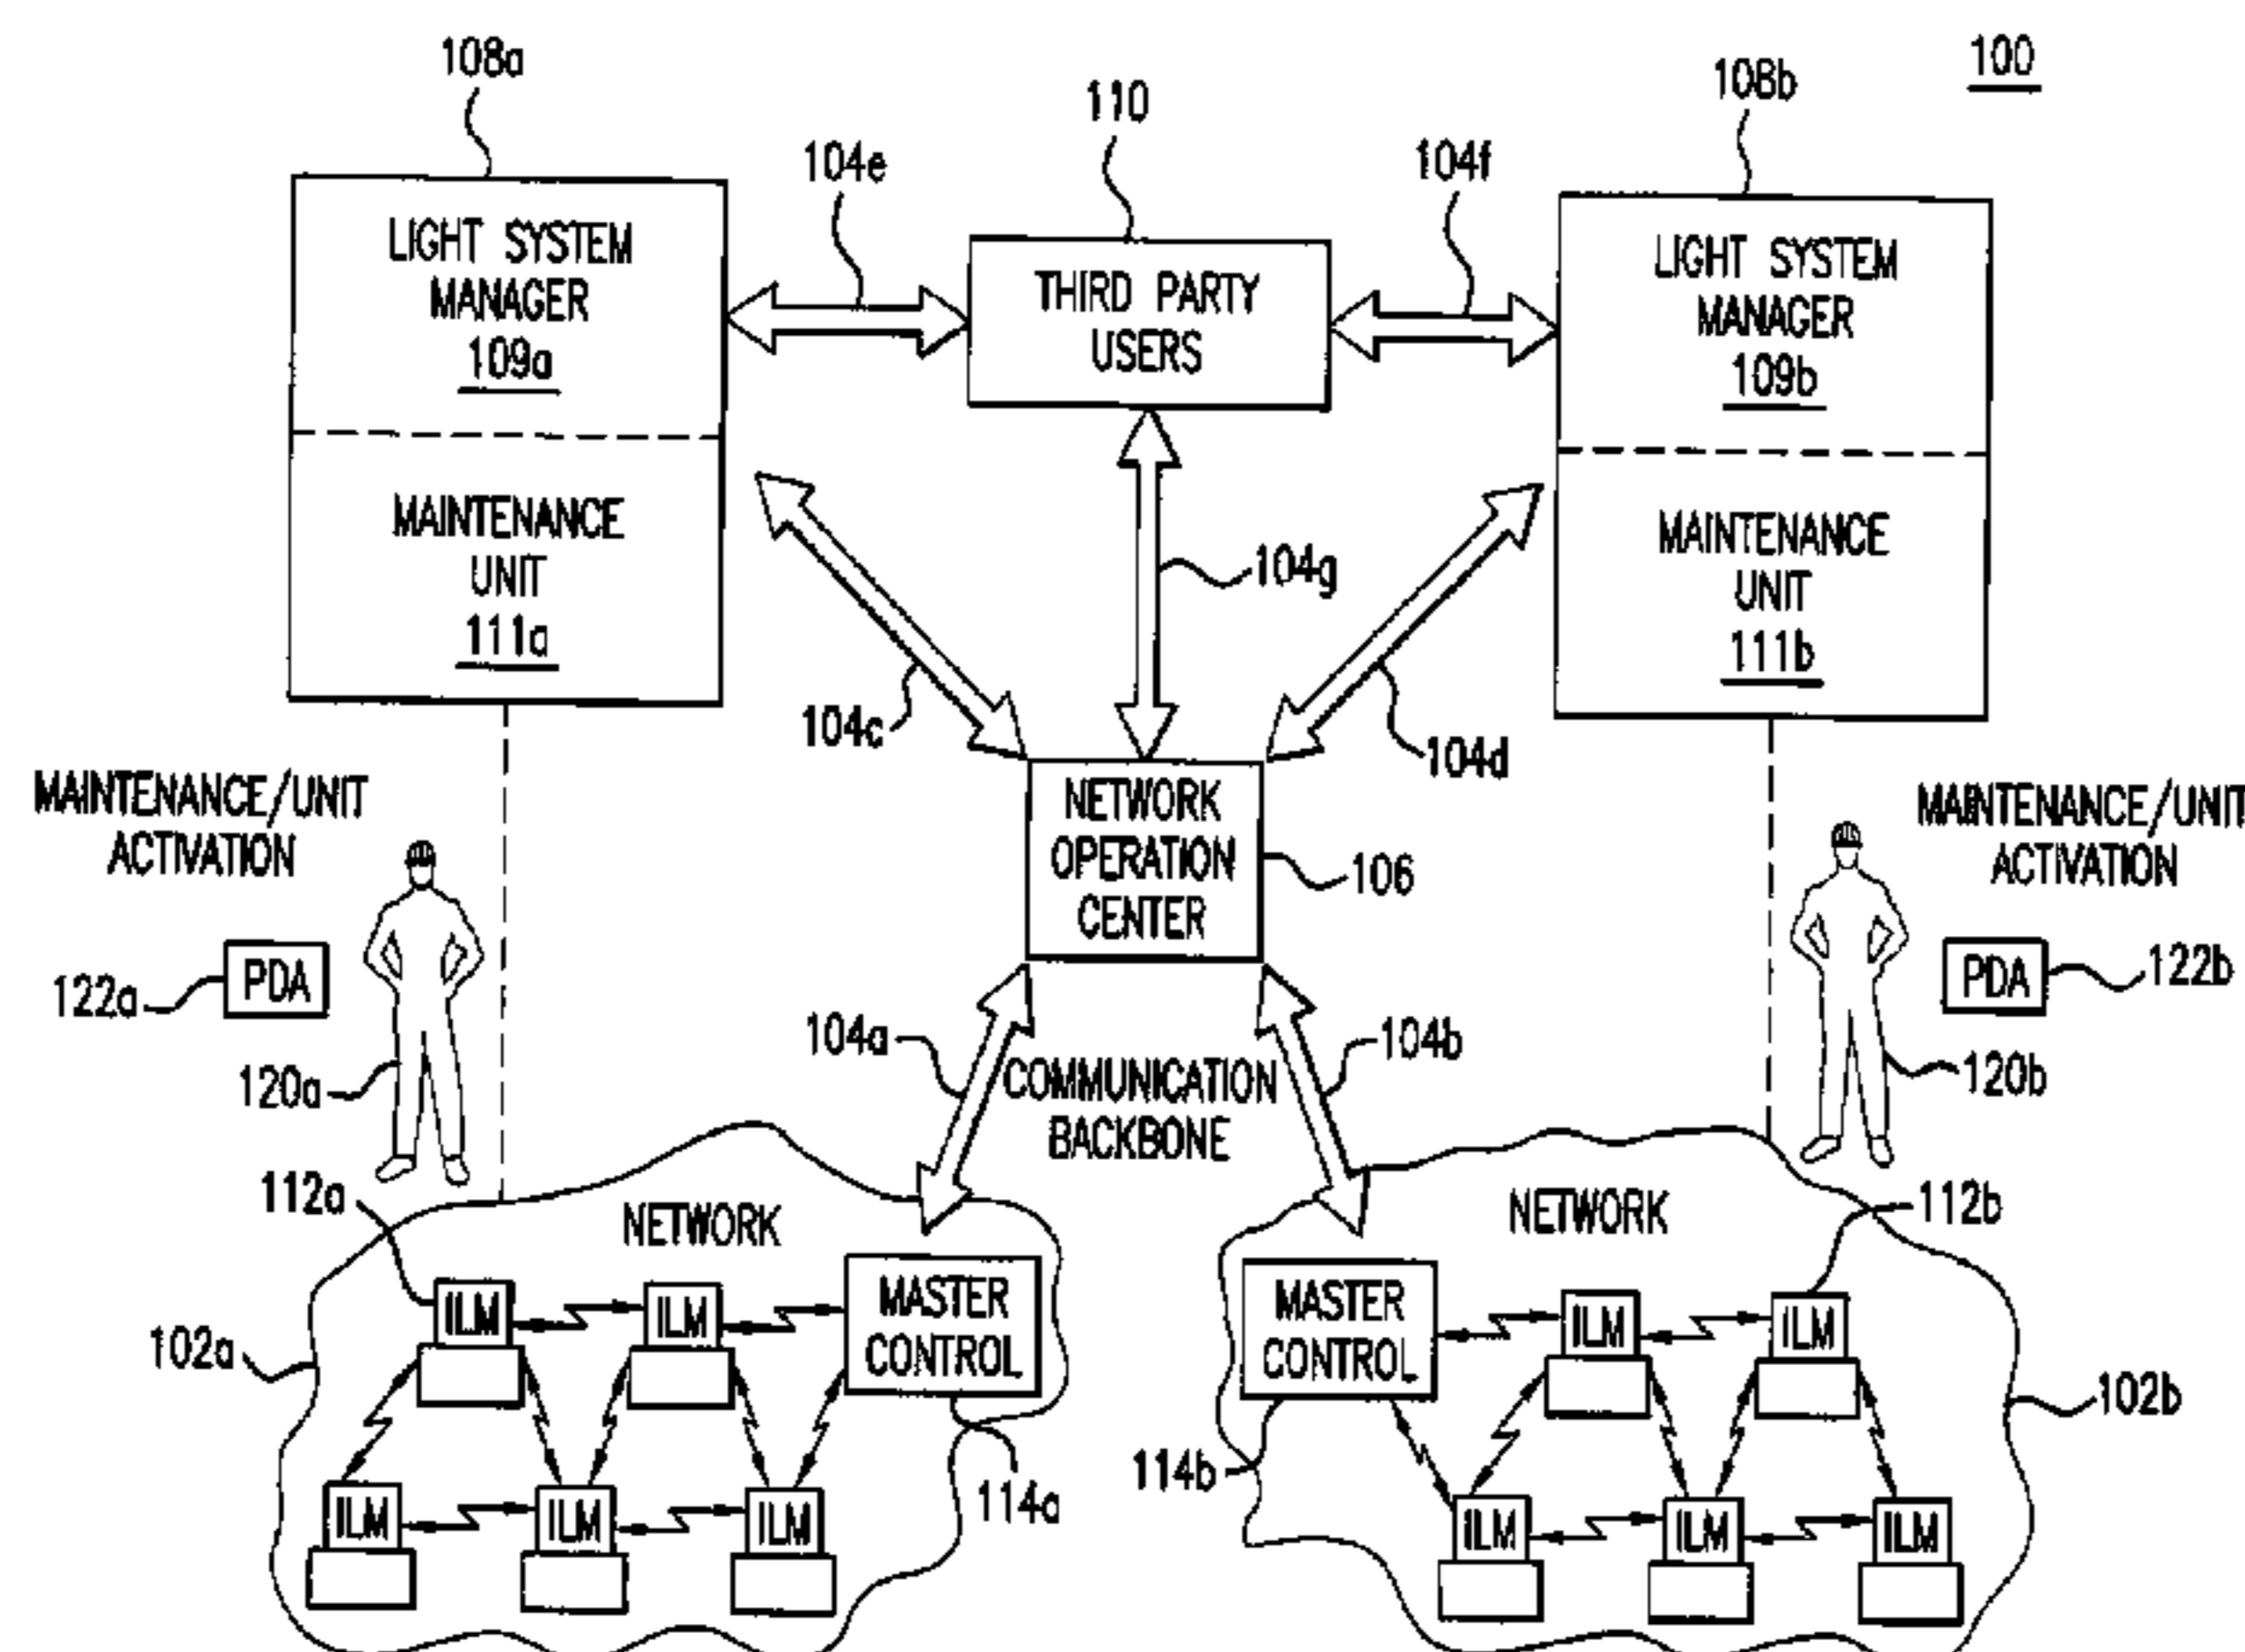 100
108a
104e
110
104f
108b
LIGHT SYSTEM
MANAGER
109a
MAINTENANCE
UNIT
111a
THIRD PARTY
USERS
LIGHT SYSTEM
MANAGER
109b
MAINTENANCE
UNIT
111b
104g
104c
104d
NETWORK
OPERATION
CENTER
106
MAINTENANCE/UNIT
ACTIVATION
122a
PDA
120a
MAINTENANCE/UNIT
ACTIVATION
PDA
122b
120b
104a
COMMUNICATION
BACKBONE
104b
112a
NETWORK
102a
ILM
ILM
MASTER
CONTROL
ILM
ILM
ILM
114a
NETWORK
112b
MASTER
CONTROL
ILM
ILM
102b
114b
ILM
ILM
ILM